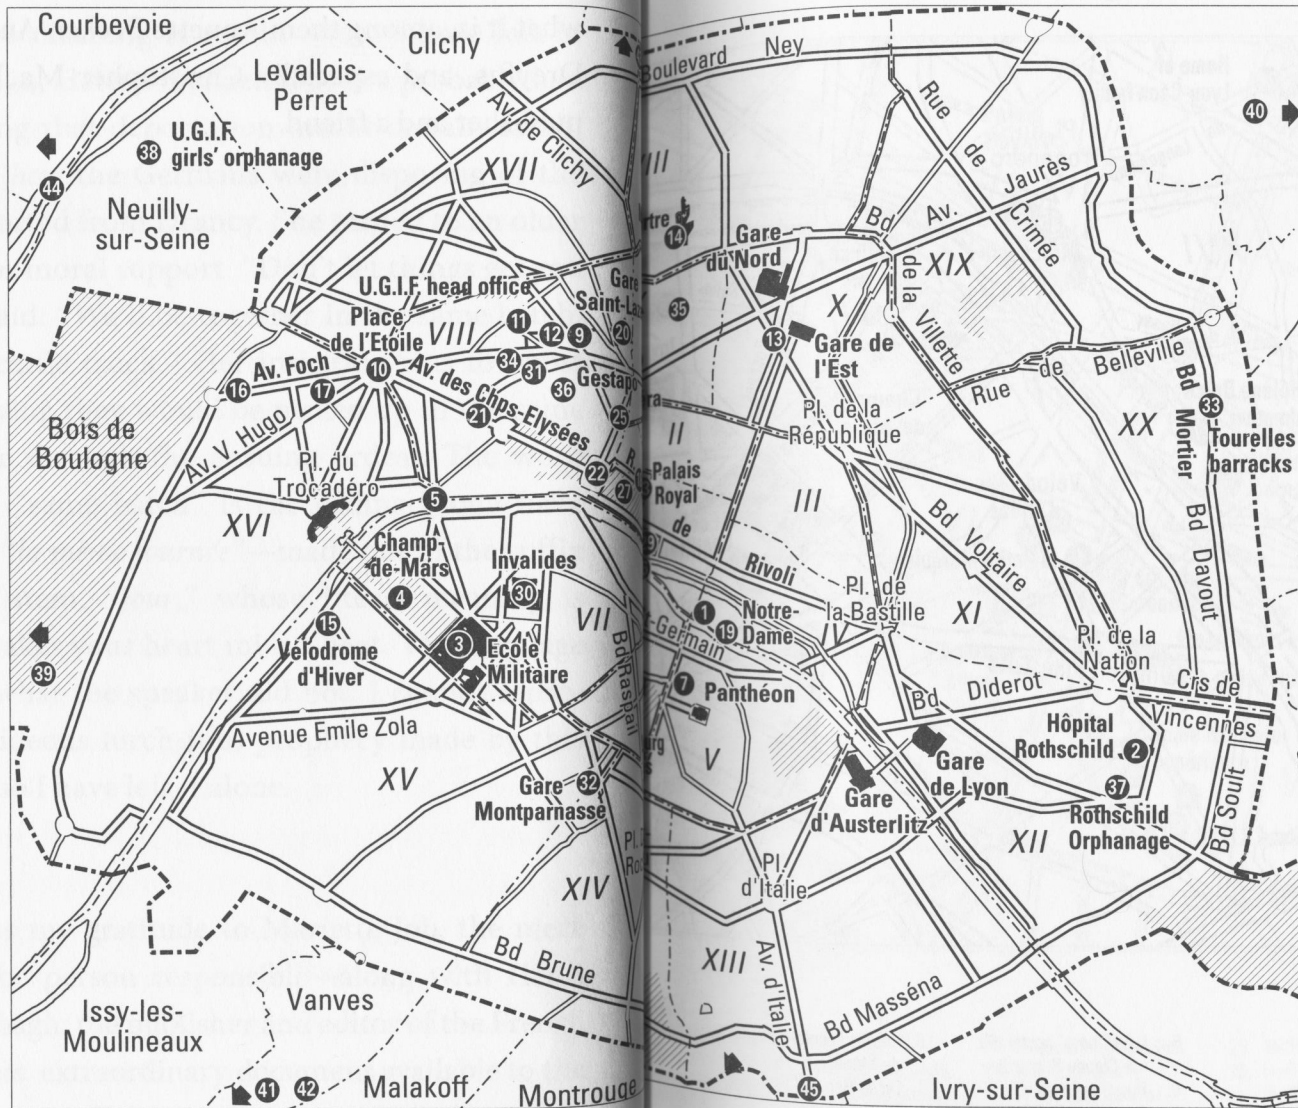 Courbevoie
Clichy
Levallois-
Perret
U.G.I.F.
38 girls' orphanage
44
Neuilly-
sur-Seine
Av. de Clichy
XVII
U.G.I.F. head office
Place
de l'Etoile
VIII
11
12
9
Gare
Saint-Laz
20
34
31
36
Gestapo
10
Av. Foch
16
17
Av. des Chps-Elysées
21
25
22
27
R.
Bois de
Boulogne
Av. V. Hugo
Pl. du
Trocadéro
XVI
5
Champ-
de-Mars
4
Invalides
30
VII
Bd Raspail
15
Vélodrome
d'Hiver
3
Ecole
Militaire
39
Avenue Emile Zola
XV
Gare
Montparnasse
32
XIV
Bd Brune
Issy-les-
Moulineaux
Vanves
Malakoff
Montrouge
41
42
Boulevard Ney
Rue de Crimée
40
Av. Jaurès
14
Gare
du Nord
Bd de la Villette
XIX
X
35
13
Gare de
l'Est
Rue de Belleville
Pl. de la
République
II
III
XX
Bd Mortier
33
Tourelles
barracks
Palais
Royal
de Rivoli
Bd Voltaire
Bd Davout
1
19
Notre-
Dame
Pl. de
la Bastille
IV
XI
-Germain
7
Panthéon
V
Pl. de la
Nation
Bd Diderot
Crs de
Vincennes
Hôpital
Rothschild
2
37
Rothschild
Orphanage
Bd Soult
Gare
de Lyon
Gare
d'Austerlitz
XII
Pl.
d'Italie
XIII
Av. d'Italie
Bd Masséna
45
Ivry-sur-Seine